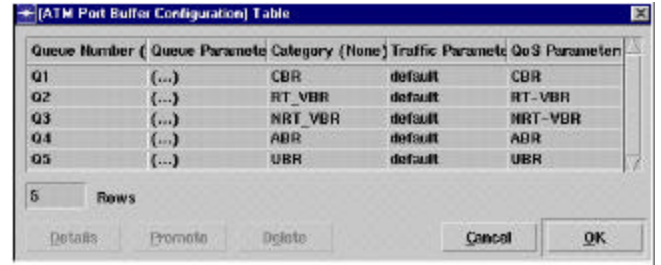 (ATM Port Buffer Configuration) Table
Queue Number ( Queue Paramete Category (None) Traffic Paramete QoS Parameter
Q1 (...) CBR default CBR
Q2 (...) RT_VBR default RT-VBR
Q3 (...) NRT_VBR default NRT-VBR
Q4 (...) ABR default ABR
Q5 (...) UBR default UBR
5 Rows
Details Promote Delete Cancel OK